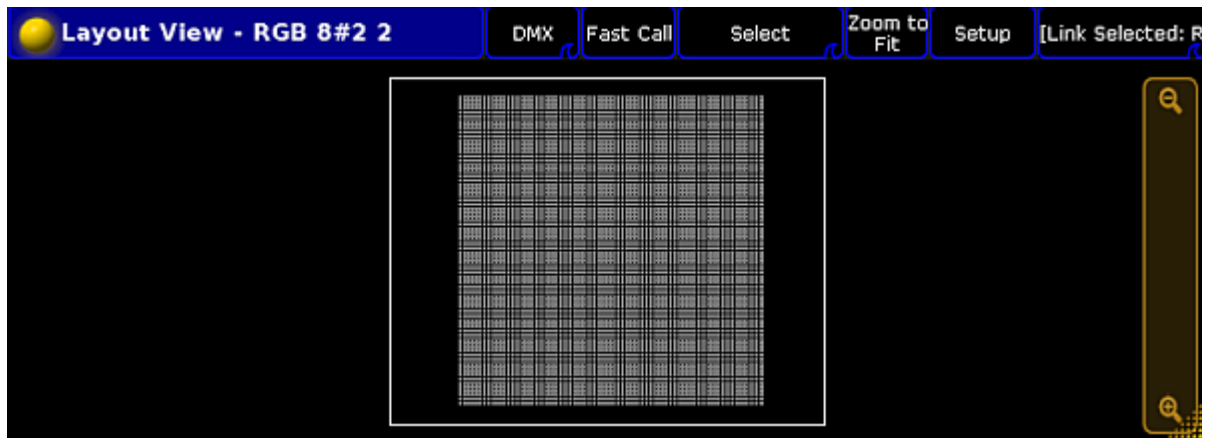 Layout View - RGB 8#2 2
DMX
Fast Call
Select
Zoom to
Fit
Setup
[Link Selected: R